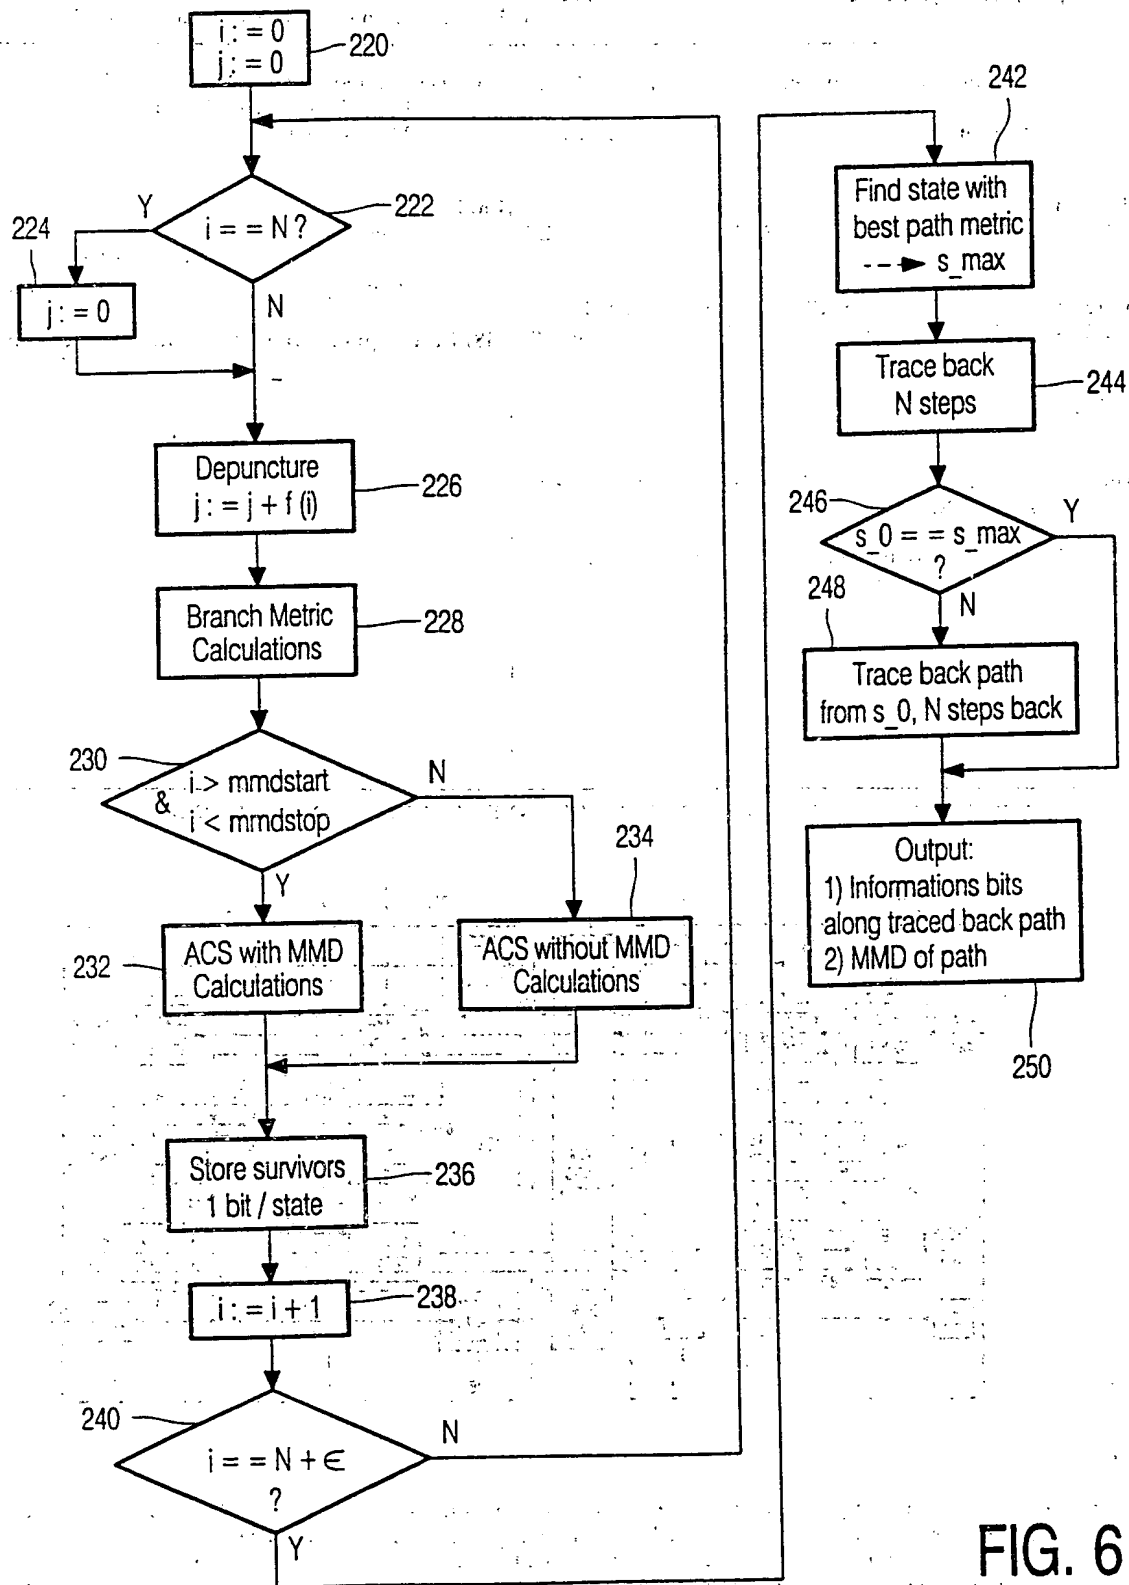 i : = 0
j : = 0
220
i = = N ?
Y
222
N
224
j : = 0
Depuncture
j : = j + f (i)
226
Branch Metric
Calculations
228
230
i > mmdstart
&
i < mmdstop
N
Y
232
ACS with MMD
Calculations
234
ACS without MMD
Calculations
Store survivors
1 bit / state
236
i : = i + 1
238
240
i = = N + ∈
?
N
Y
242
Find state with
best path metric
s_max
Trace back
N steps
244
246
s_0 = = s_max
?
Y
N
248
Trace back path
from s_0, N steps back
Output:
1) Informations bits
along traced back path
2) MMD of path
250
FIG. 6